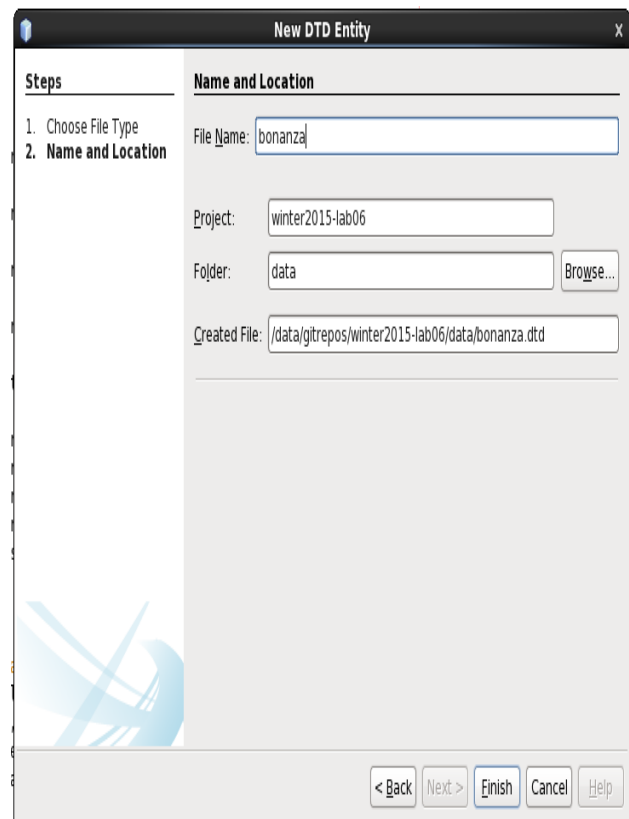 New DTD Entity
x
Steps
1. Choose File Type
2. Name and Location
Name and Location
File Name: bonanza
Project: winter2015-lab06
Folder: data Browse...
Created File: /data/gitrepos/winter2015-lab06/data/bonanza.dtd
< Back Next > Finish Cancel Help